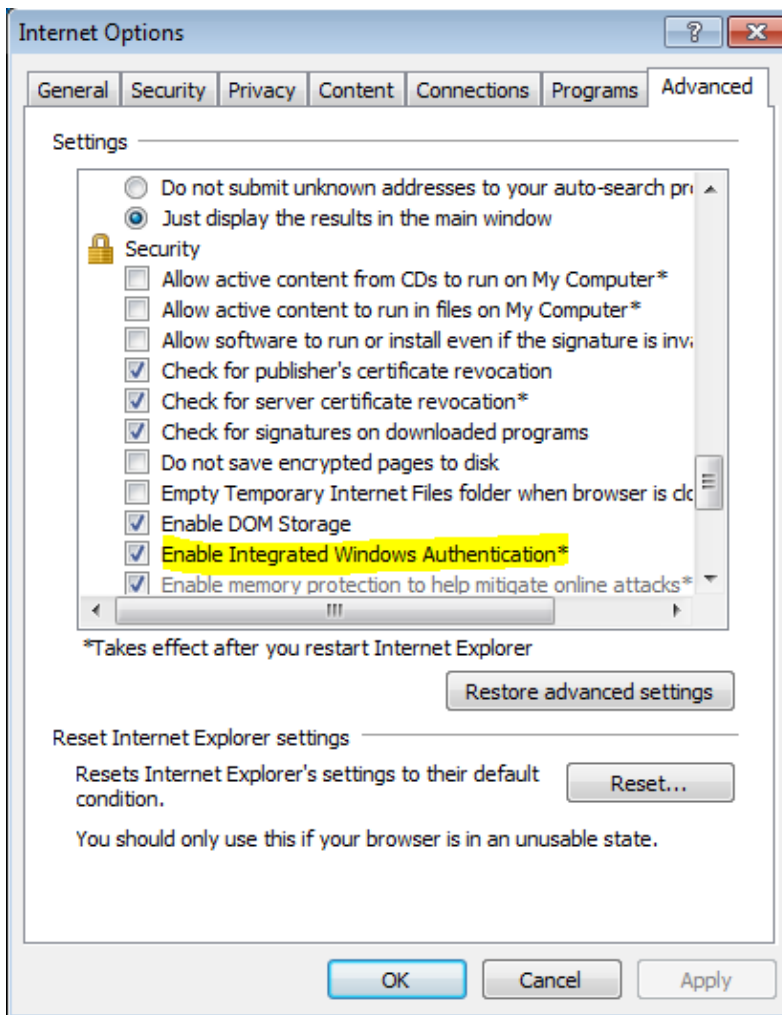 Internet Options
General Security Privacy Content Connections Programs Advanced
Settings
Do not submit unknown addresses to your auto-search pr
Just display the results in the main window
Security
Allow active content from CDs to run on My Computer*
Allow active content to run in files on My Computer*
Allow software to run or install even if the signature is inva
Check for publisher's certificate revocation
Check for server certificate revocation*
Check for signatures on downloaded programs
Do not save encrypted pages to disk
Empty Temporary Internet Files folder when browser is clo
Enable DOM Storage
Enable Integrated Windows Authentication*
Enable memory protection to help mitigate online attacks*
*Takes effect after you restart Internet Explorer
Restore advanced settings
Reset Internet Explorer settings
Resets Internet Explorer's settings to their default
condition.
Reset...
You should only use this if your browser is in an unusable state.
OK Cancel Apply